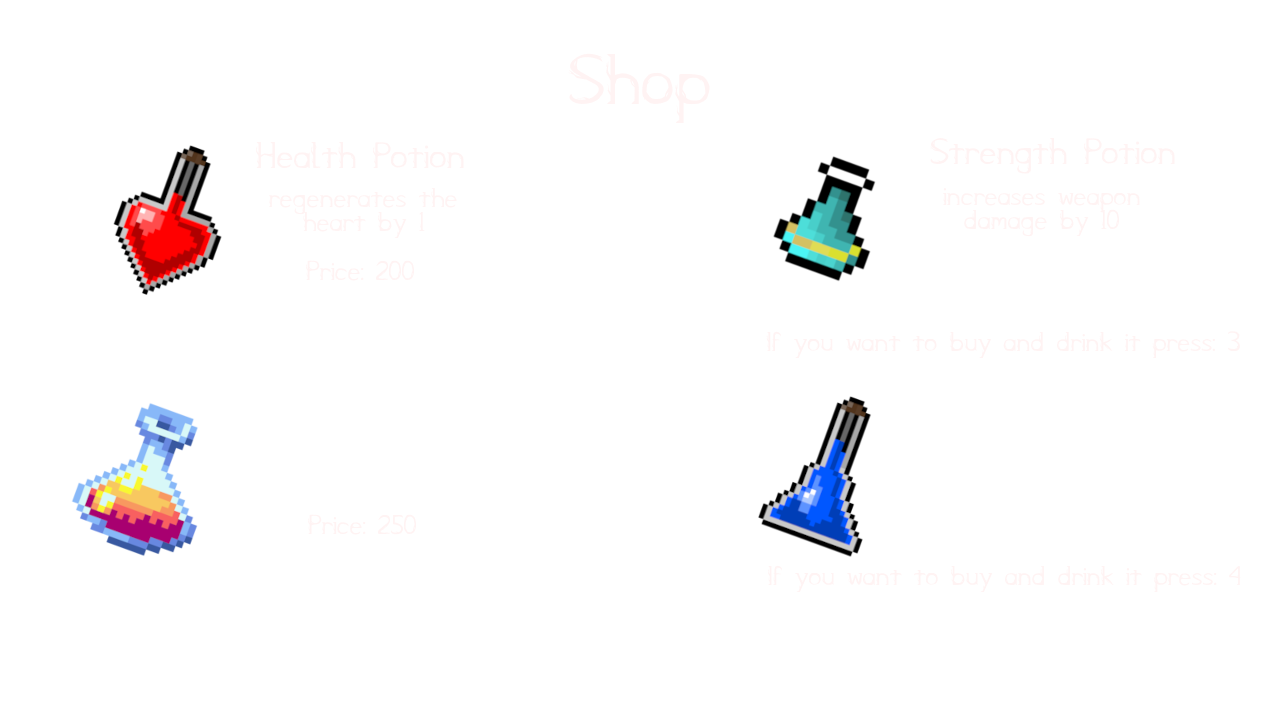 Shop
Health Potion
regenerates the
heart by 1
Price: 200
Strength Potion
increases weapon
damage by 10
If you want to buy and drink it press: 3
Price: 250
If you want to buy and drink it press: 4